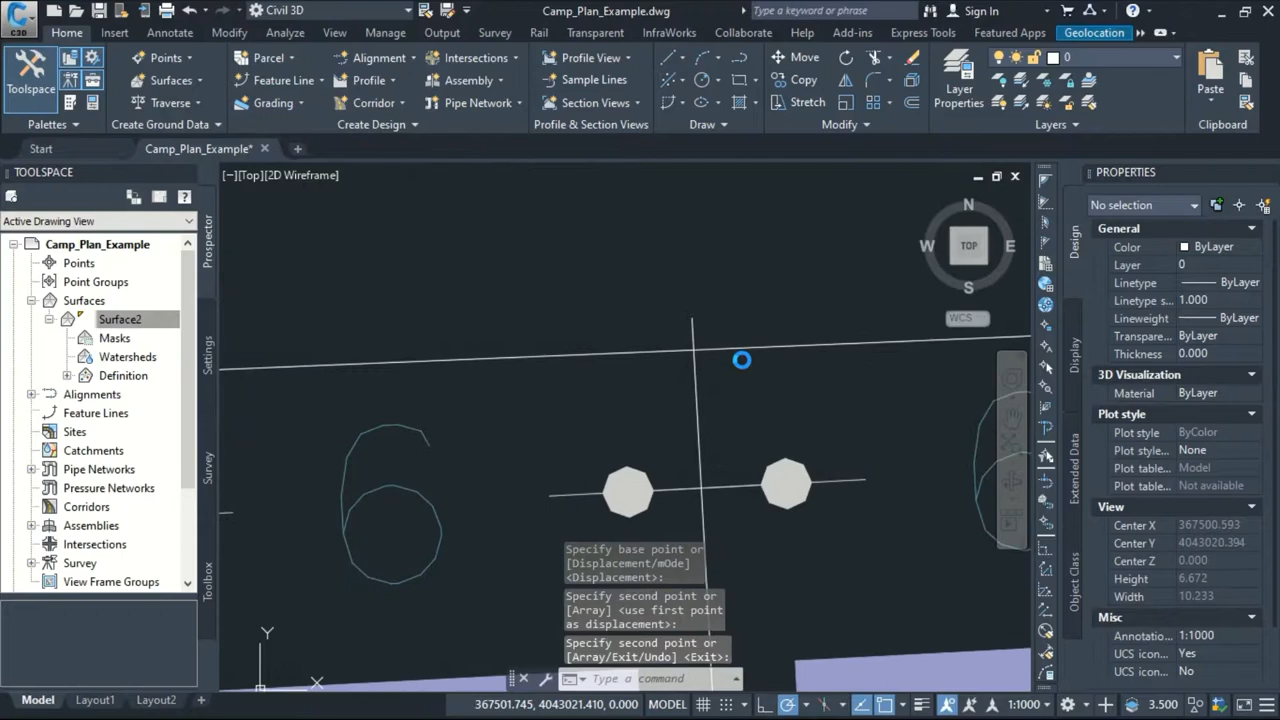 C3D
Civil 3D
Camp_Plan_Example.dwg
Type a keyword or phrase
Sign In
Home Insert Annotate Modify Analyze View Manage Output Survey Rail Transparent InfraWorks Collaborate Help Add-ins Express Tools Featured Apps Geolocation
Toolspace
Palettes
Points
Surfaces
Traverse
Create Ground Data
Parcel
Feature Line
Grading
Alignment
Profile
Corridor
Intersections
Assembly
Pipe Network
Create Design
Profile View
Sample Lines
Section Views
Profile & Section Views
Draw
Move
Copy
Stretch
Modify
Layer
Properties
0
Layers
Paste
Clipboard
Start
Camp_Plan_Example*
TOOLSPACE
Active Drawing View
Camp_Plan_Example
Points
Point Groups
Surfaces
Surface2
Masks
Watersheds
Definition
Alignments
Feature Lines
Sites
Catchments
Pipe Networks
Pressure Networks
Corridors
Assemblies
Intersections
Survey
View Frame Groups
Prospector
Settings
Survey
Toolbox
[−][Top][2D Wireframe]
N
W TOP E
S
WCS
6
Y
X
Specify base point or
[Displacement/mOde]
<Displacement>:
Specify second point or
[Array] <use first point
as displacement>:
Specify second point or
[Array/Exit/Undo] <Exit>:
Type a command
PROPERTIES
No selection
Design
Display
Extended Data
Object Class
General
Color ByLayer
Layer 0
Linetype ByLayer
Linetype s... 1.000
Lineweight ByLayer
Transpare... ByLayer
Thickness 0.000
3D Visualization
Material ByLayer
Plot style
Plot style ByColor
Plot style... None
Plot table... Model
Plot table... Not available
View
Center X 367500.593
Center Y 4043020.394
Center Z 0.000
Height 6.672
Width 10.233
Misc
Annotatio... 1:1000
UCS icon... Yes
UCS icon... No
Model Layout1 Layout2
367501.745, 4043021.410, 0.000 MODEL
1:1000
3.500